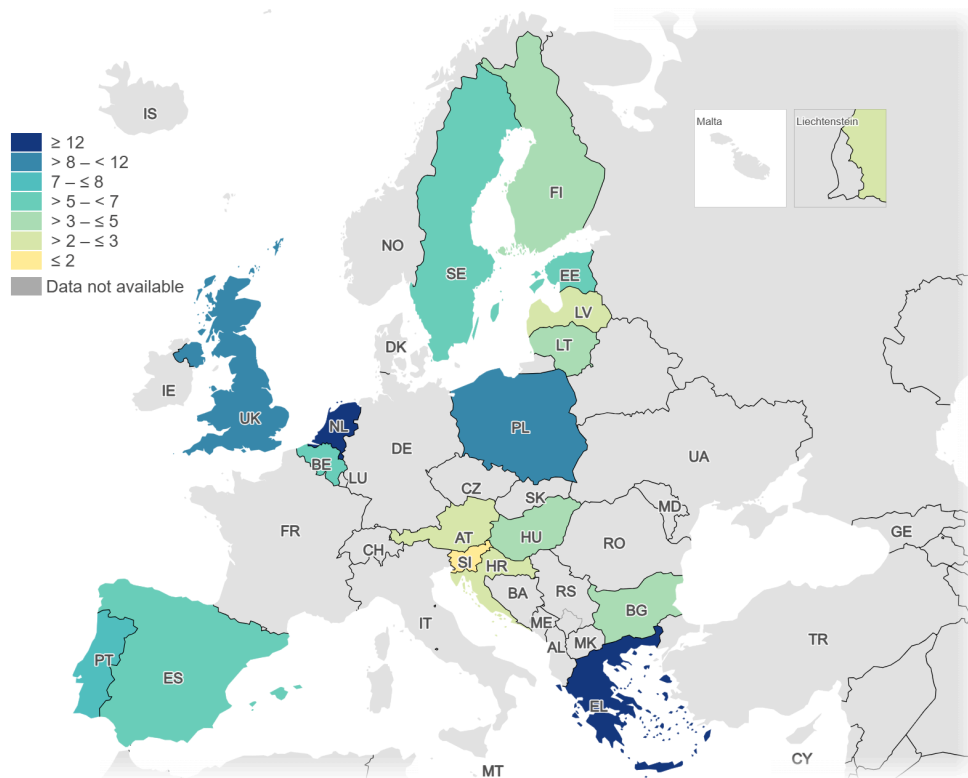 IS
Malta
Liechtenstein
≥ 12
> 8 – < 12
7 – ≤ 8
> 5 – < 7
> 3 – ≤ 5
> 2 – ≤ 3
≤ 2
Data not available
FI
NO
SE
EE
LV
DK
LT
IE
UK
NL
PL
BE
DE
UA
LU
CZ
SK
MD
FR
AT
HU
RO
GE
CH
SI
HR
BA
RS
IT
ME
BG
MK
AL
TR
PT
ES
EL
CY
MT